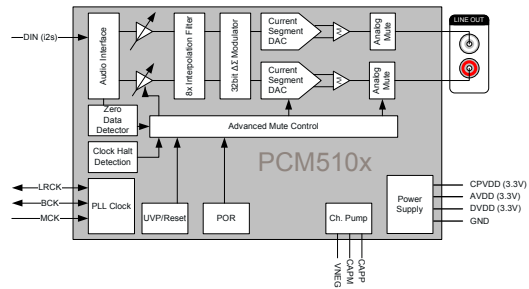 DIN (i2s)
Audio Interface
8x Interpolation Filter
32bit ΔΣ Modulator
Current
Segment
DAC
Current
Segment
DAC
Analog
Mute
Analog
Mute
LINE OUT
Zero
Data
Detector
Advanced Mute Control
Clock Halt
Detection
PCM510x
LRCK
BCK
MCK
PLL Clock
UVP/Reset
POR
Ch. Pump
Power
Supply
CPVDD (3.3V)
AVDD (3.3V)
DVDD (3.3V)
GND
VNEG
CAPM
CAPP